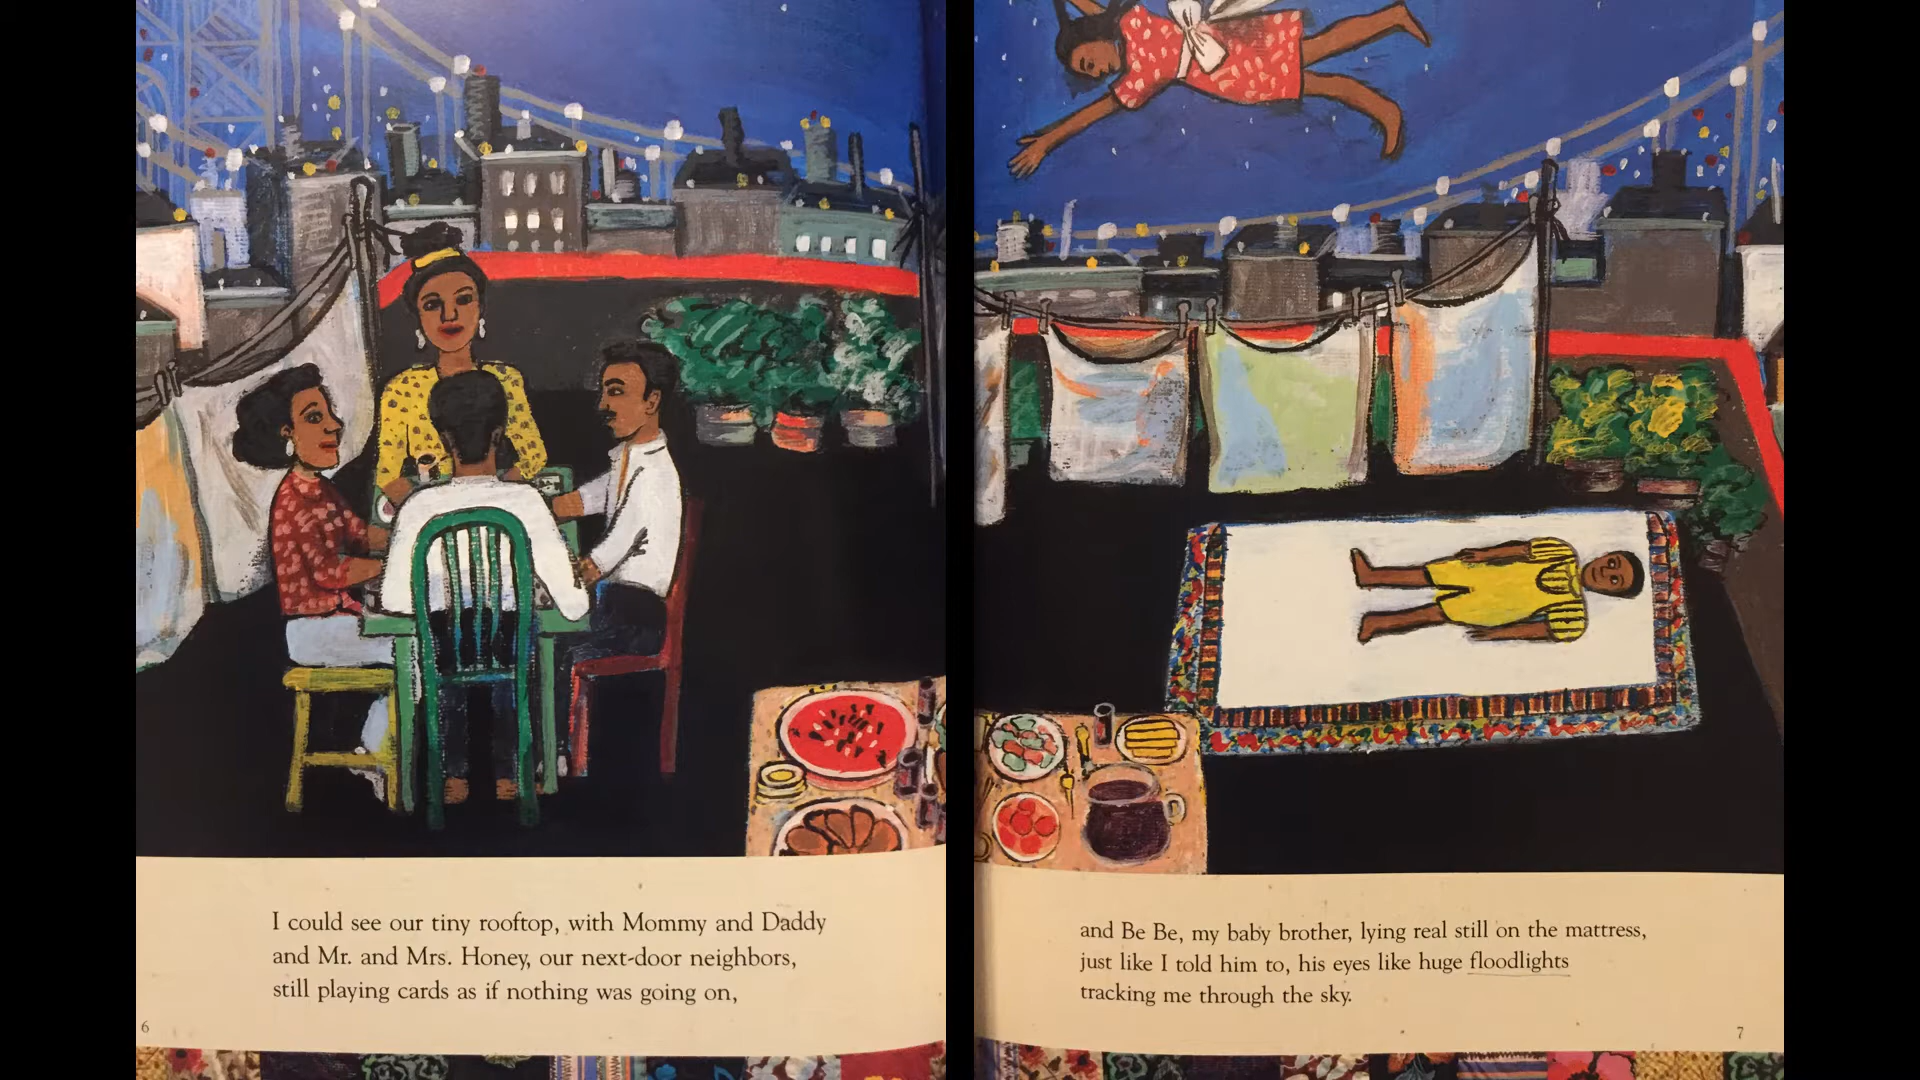 I could see our tiny rooftop, with Mommy and Daddy
and Mr. and Mrs. Honey, our next-door neighbors,
still playing cards as if nothing was going on,
6
and Be Be, my baby brother, lying real still on the mattress,
just like I told him to, his eyes like huge floodlights
tracking me through the sky.
7